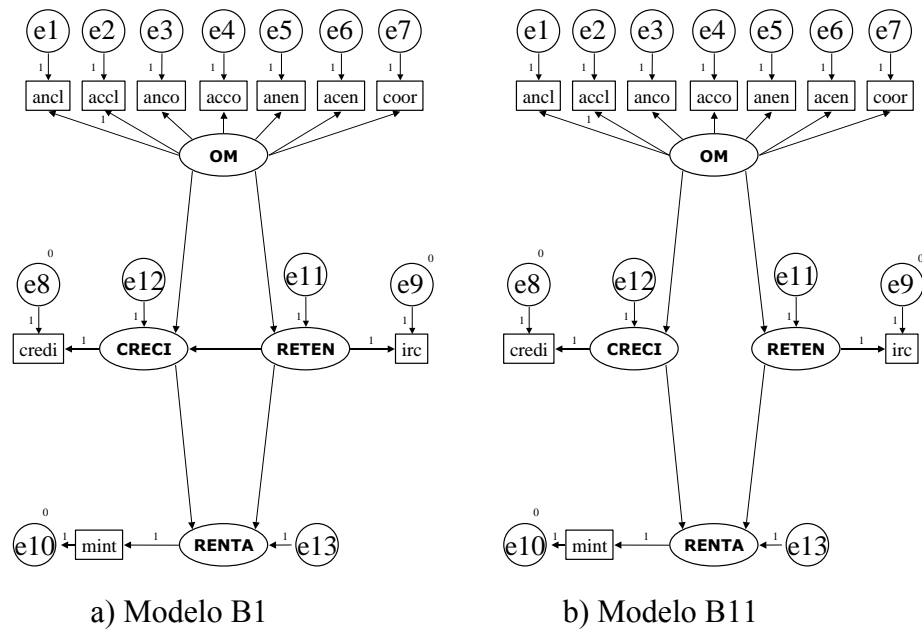 e1 e2 e3 e4 e5 e6 e7 e1 e2 e3 e4 e5 e6 e7
1 1 1 1 1 1 1 1 1 1 1 1 1 1
ancl accl anco acco anen acen coor ancl accl anco acco anen acen coor
1 1
OM OM
0 0 0 0
e8 e12 e11 e9 e8 e12 e11 e9
1 1 1 1 1 1 1 1
credi 1 CRECI RETEN 1 irc credi 1 CRECI RETEN 1 irc
0 0
e10 1 mint 1 RENTA 1 e13 e10 1 mint 1 RENTA 1 e13
a) Modelo B1 b) Modelo B11